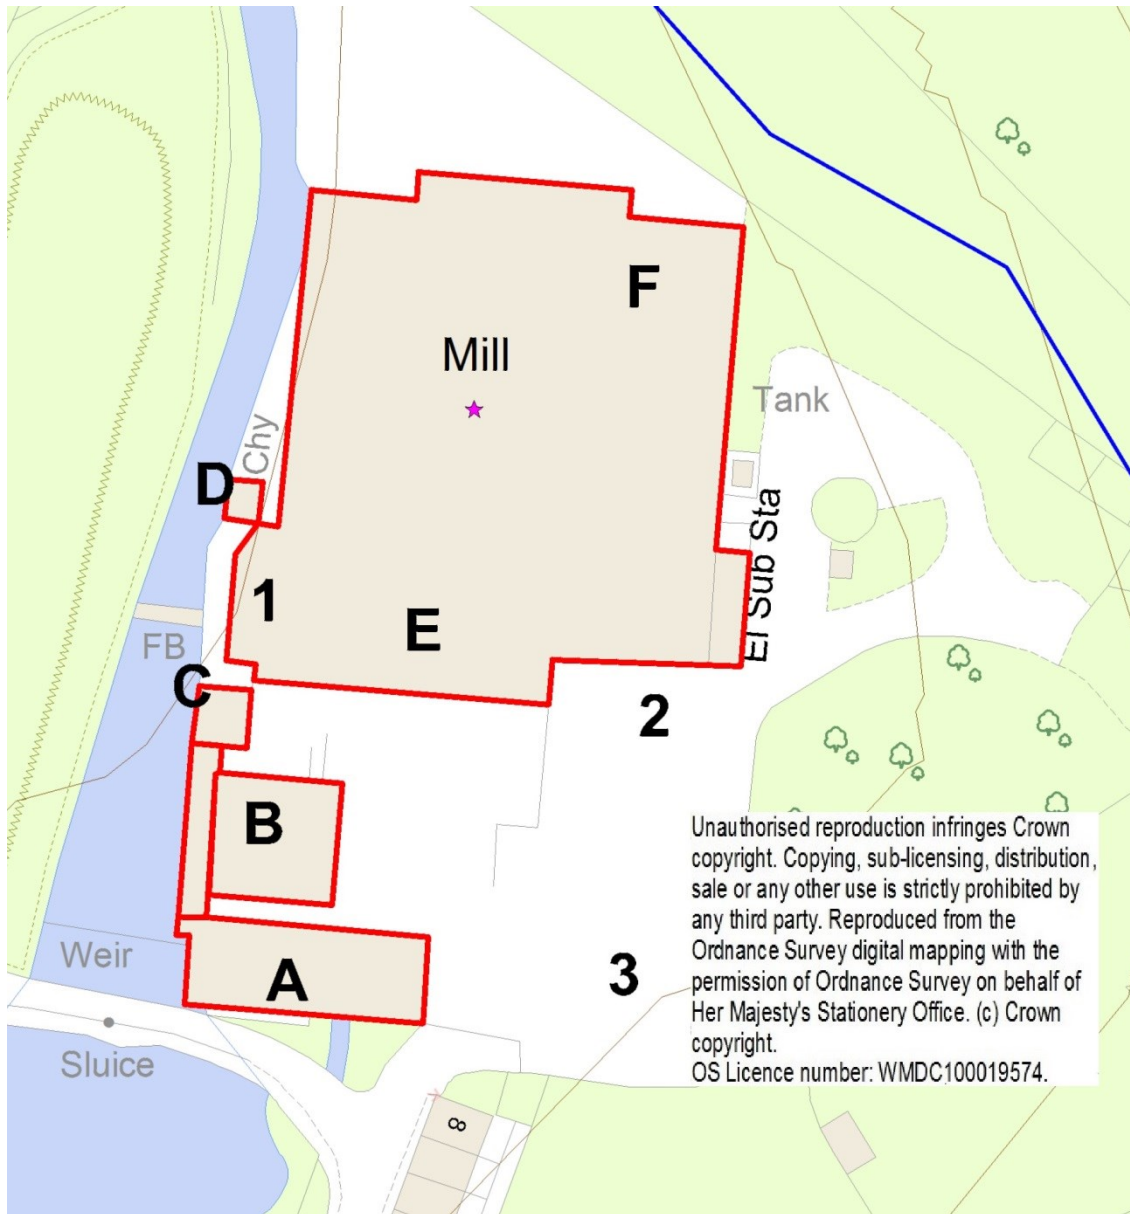 F
Mill
Tank
Chy
D
El Sub Sta
1
E
FB
C
2
B
Unauthorised reproduction infringes Crown
copyright. Copying, sub-licensing, distribution,
sale or any other use is strictly prohibited by
any third party. Reproduced from the
Ordnance Survey digital mapping with the
permission of Ordnance Survey on behalf of
Her Majesty's Stationery Office. (c) Crown
copyright.
OS Licence number: WMDC100019574.
Weir
A
3
Sluice
8